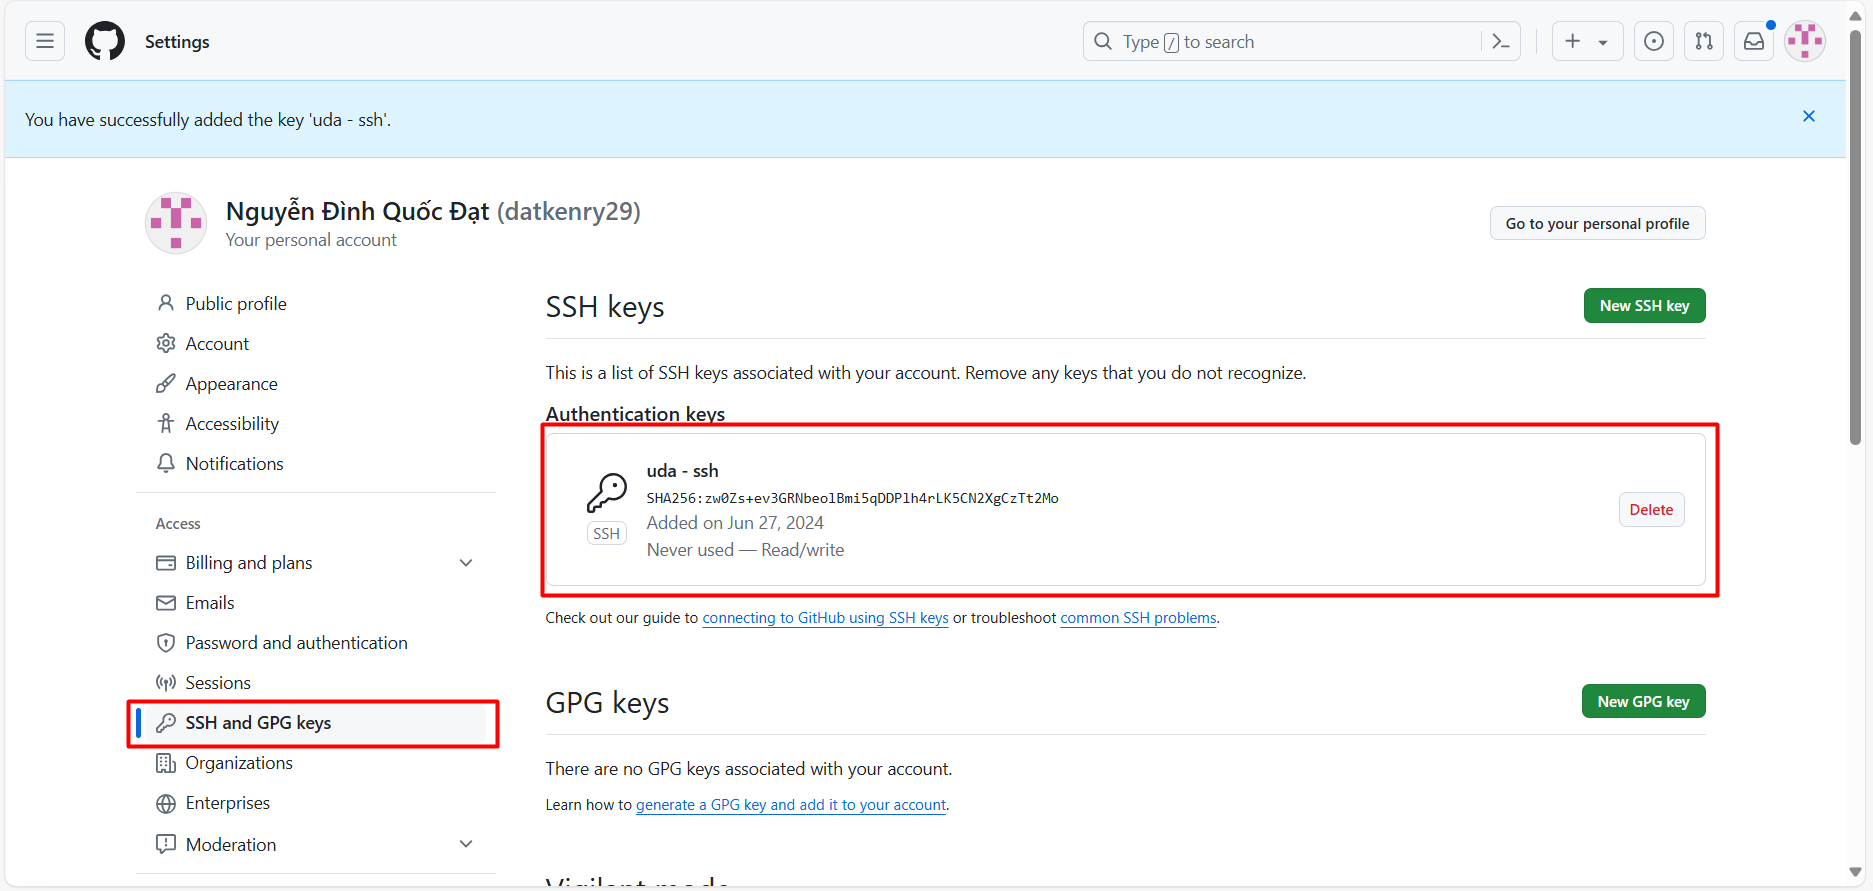 Settings
Type / to search
You have successfully added the key 'uda - ssh'.
Nguyễn Đình Quốc Đạt (datkenry29)
Your personal account
Go to your personal profile
Public profile
Account
Appearance
Accessibility
Notifications
Access
Billing and plans
Emails
Password and authentication
Sessions
SSH and GPG keys
Organizations
Enterprises
Moderation
SSH keys
New SSH key
This is a list of SSH keys associated with your account. Remove any keys that you do not recognize.
Authentication keys
uda - ssh
SHA256:zw0Zs+ev3GRNbeolBmi5qDDPlh4rLK5CN2XgCzTt2Mo
SSH
Added on Jun 27, 2024
Never used — Read/write
Delete
Check out our guide to connecting to GitHub using SSH keys or troubleshoot common SSH problems.
GPG keys
New GPG key
There are no GPG keys associated with your account.
Learn how to generate a GPG key and add it to your account.
Vigilant mode